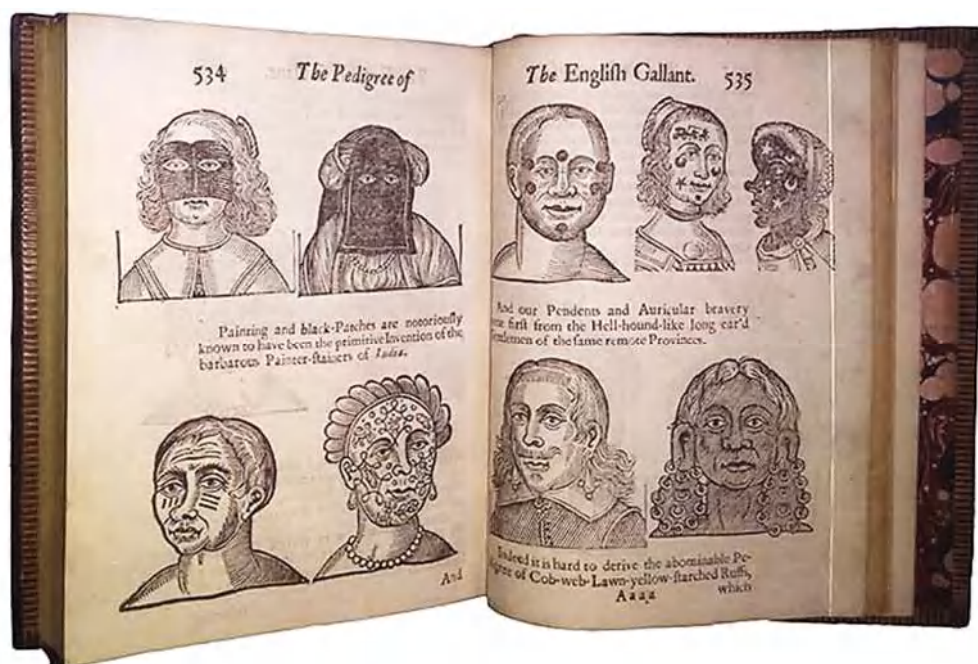 534 The Pedigree of
Painting and black-Patches are notoriously
known to have been the primitive Invention of the
barbarous Painter-ſtainers of India.
And
The Engliſh Gallant. 535
And our Pendents and Auricular bravery
firſt from the Hell-hound-like long ear'd
of the ſame remote Provinces.
Indeed it is hard to derive the abominable Pe-
of Cob-web-Lawn-yellow-ſtarched Ruffs,
Aaaa which